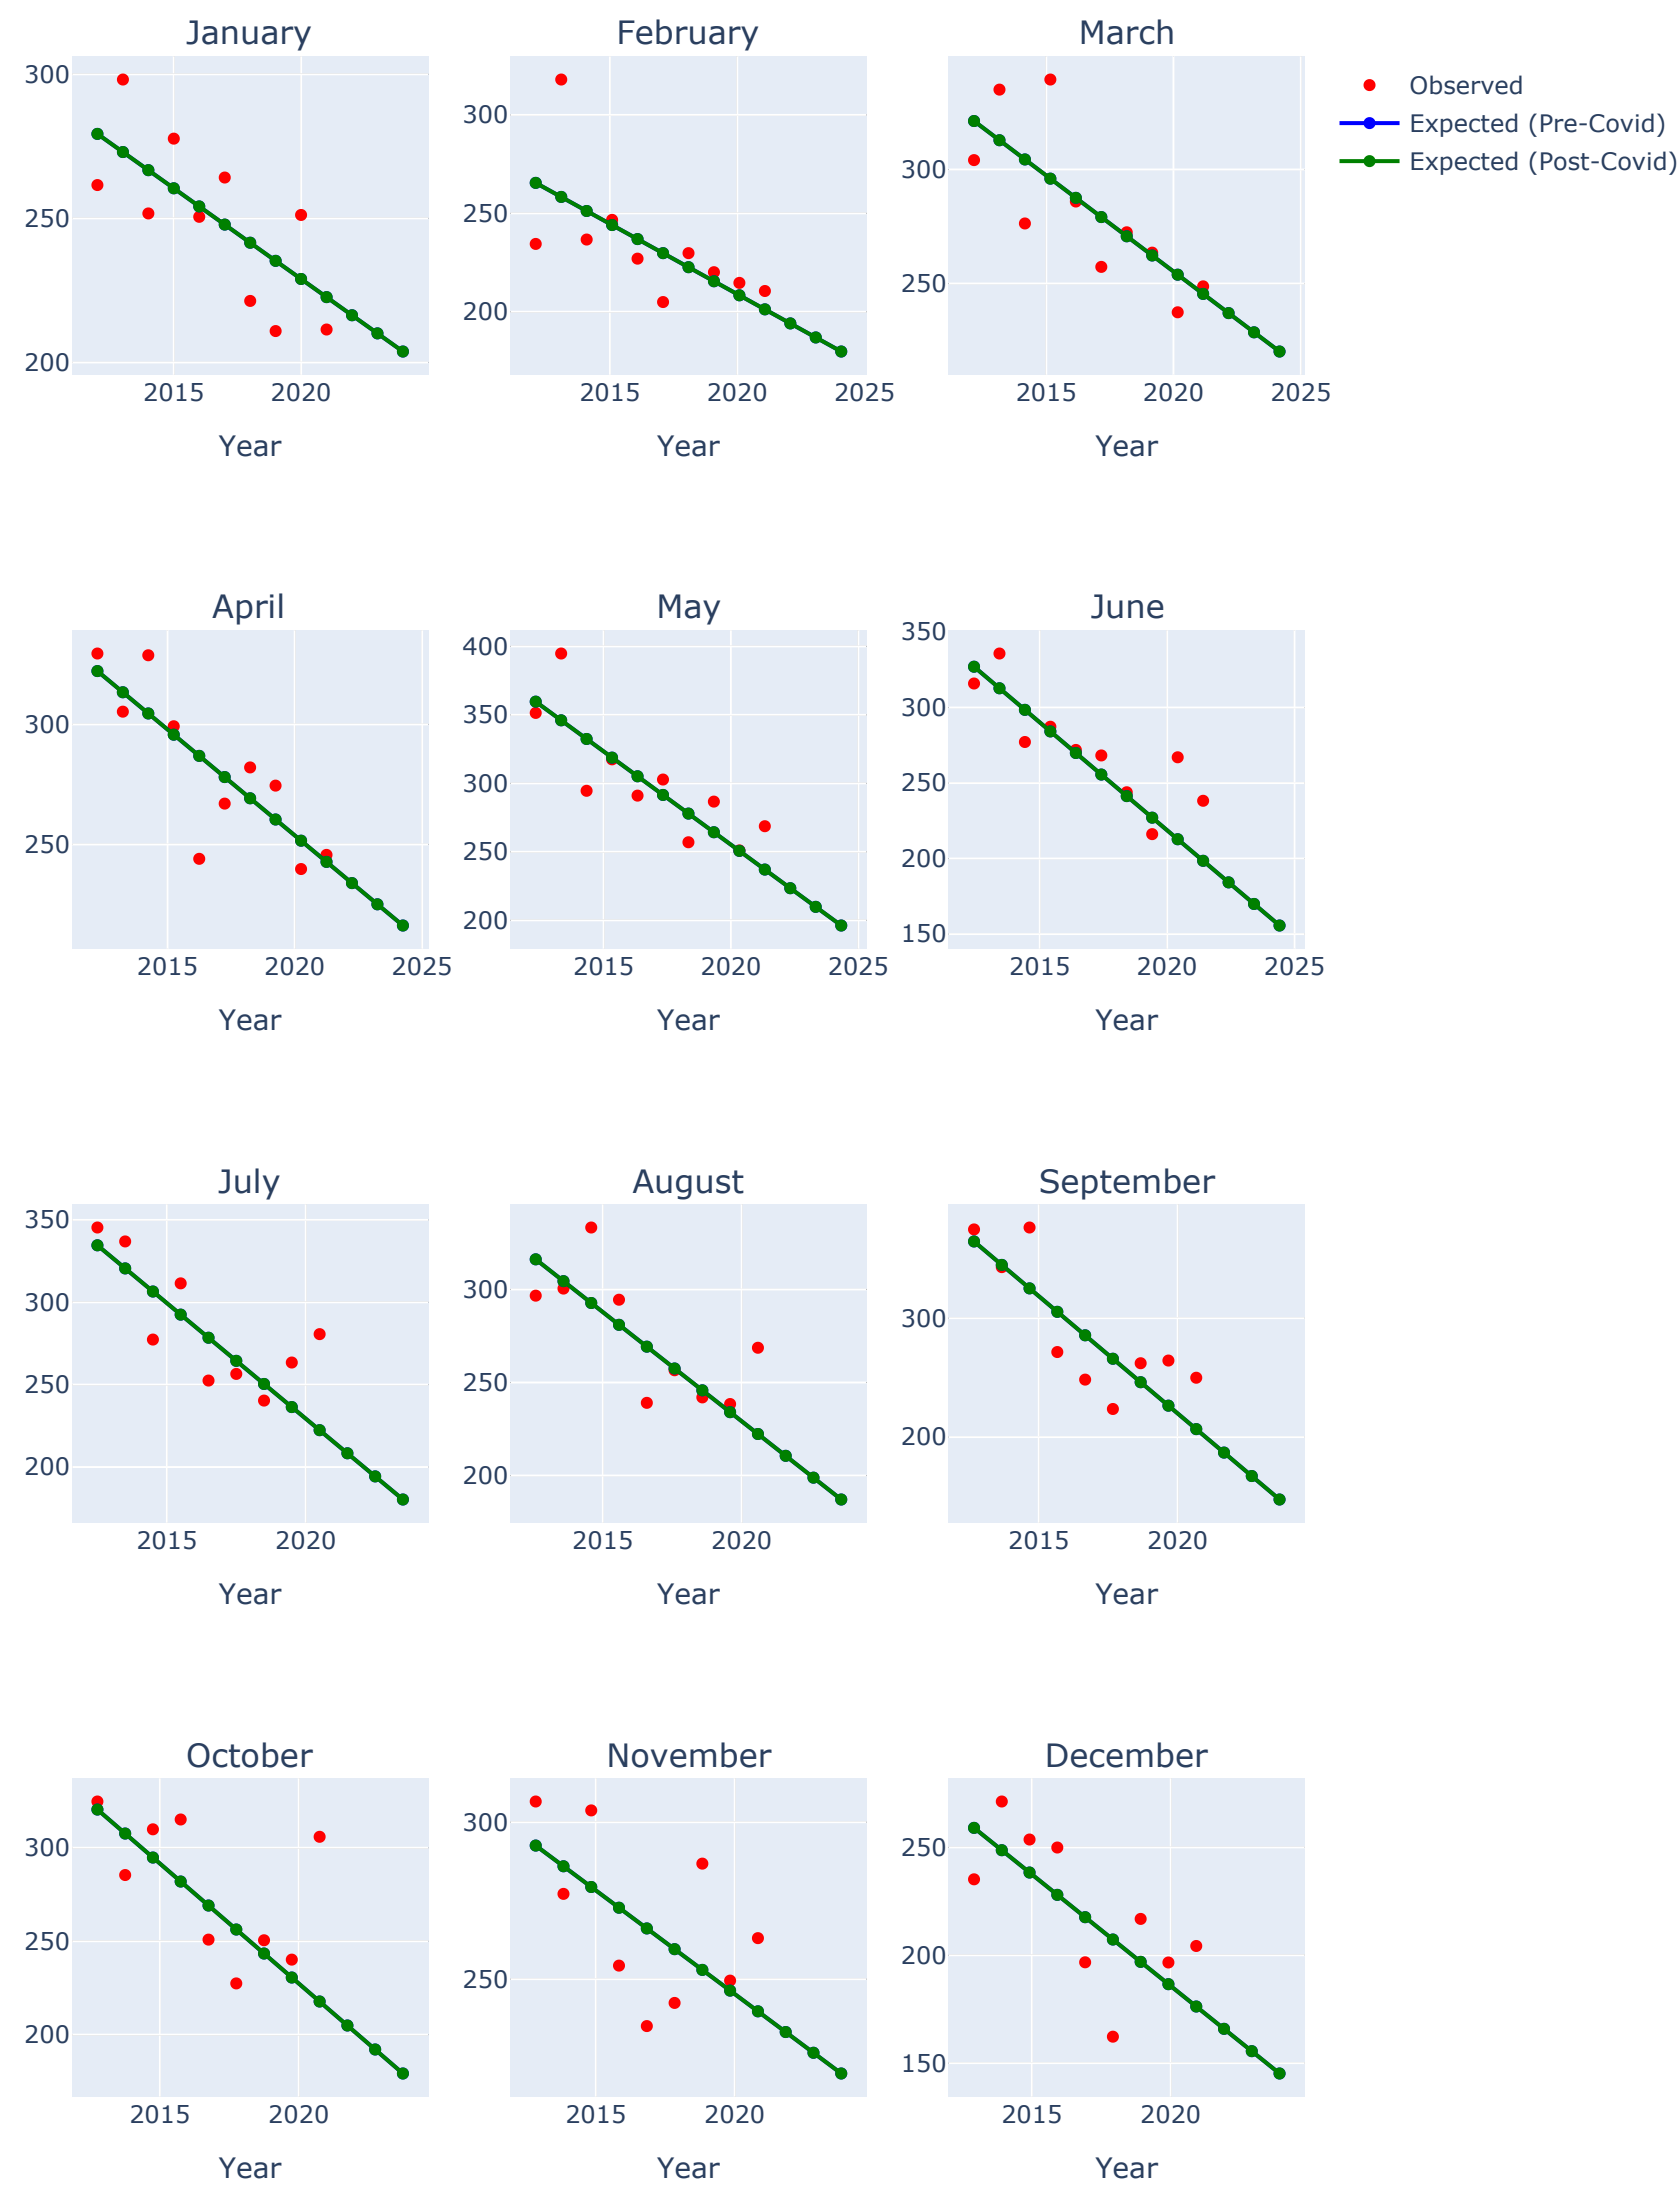 January February March
300
250
200
2015 2020
Year
300
250
200
2015 2020 2025
Year
300
250
2015 2020 2025
Year
Observed
Expected (Pre-Covid)
Expected (Post-Covid)
April May June
300
250
2015 2020 2025
Year
400
350
300
250
200
2015 2020 2025
Year
350
300
250
200
150
2015 2020 2025
Year
July August September
350
300
250
200
2015 2020
Year
300
250
200
2015 2020
Year
300
200
2015 2020
Year
October November December
300
250
200
2015 2020
Year
300
250
2015 2020
Year
250
200
150
2015 2020
Year